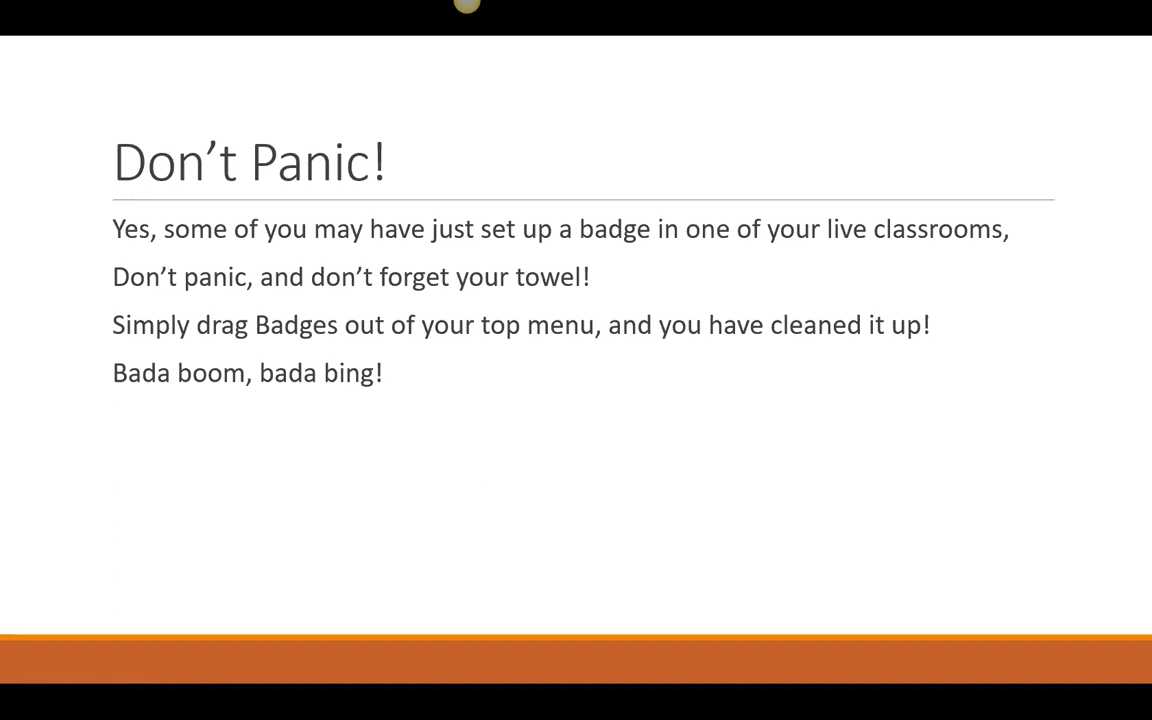 Don’t Panic!
Yes, some of you may have just set up a badge in one of your live classrooms,
Don’t panic, and don’t forget your towel!
Simply drag Badges out of your top menu, and you have cleaned it up!
Bada boom, bada bing!